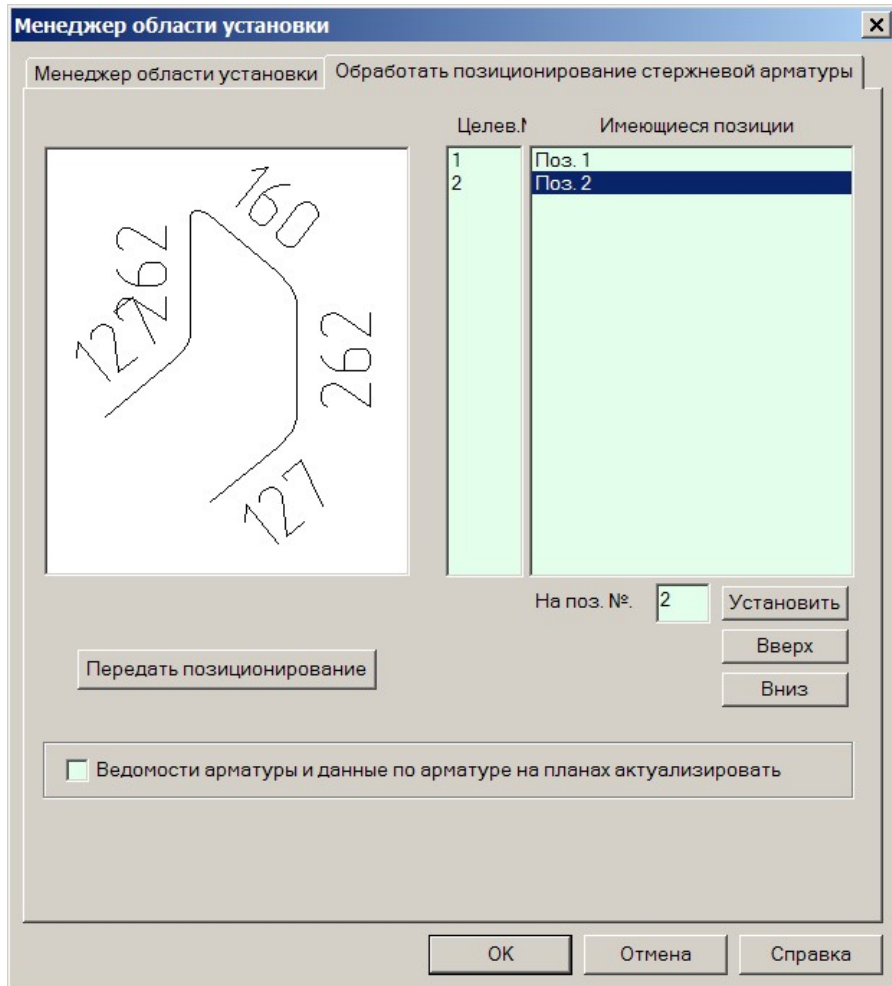 Менеджер области установки
Менеджер области установки Обработать позиционирование стержневой арматуры
Целев.№ Имеющиеся позиции
1 Поз. 1
2 Поз. 2
160
262
127
262
127
На поз. №. 2 Установить
Вверх
Передать позиционирование
Вниз
Ведомости арматуры и данные по арматуре на планах актуализировать
OK Отмена Справка